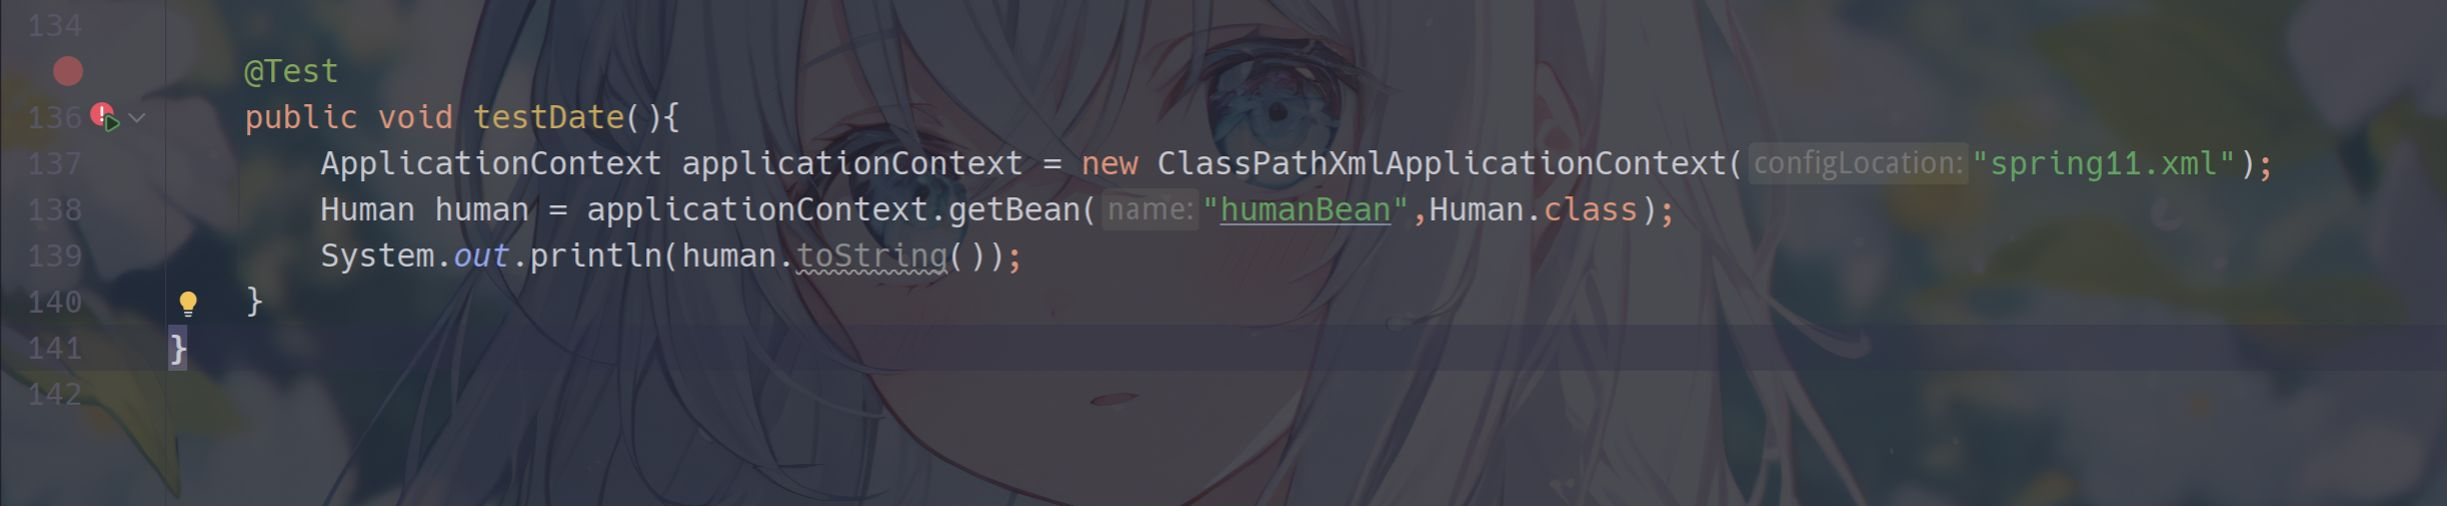 134
@Test
136 public void testDate(){
137 ApplicationContext applicationContext = new ClassPathXmlApplicationContext( configLocation: "spring11.xml");
138 Human human = applicationContext.getBean( name: "humanBean",Human.class);
139 System.out.println(human.toString());
140 }
141 }
142